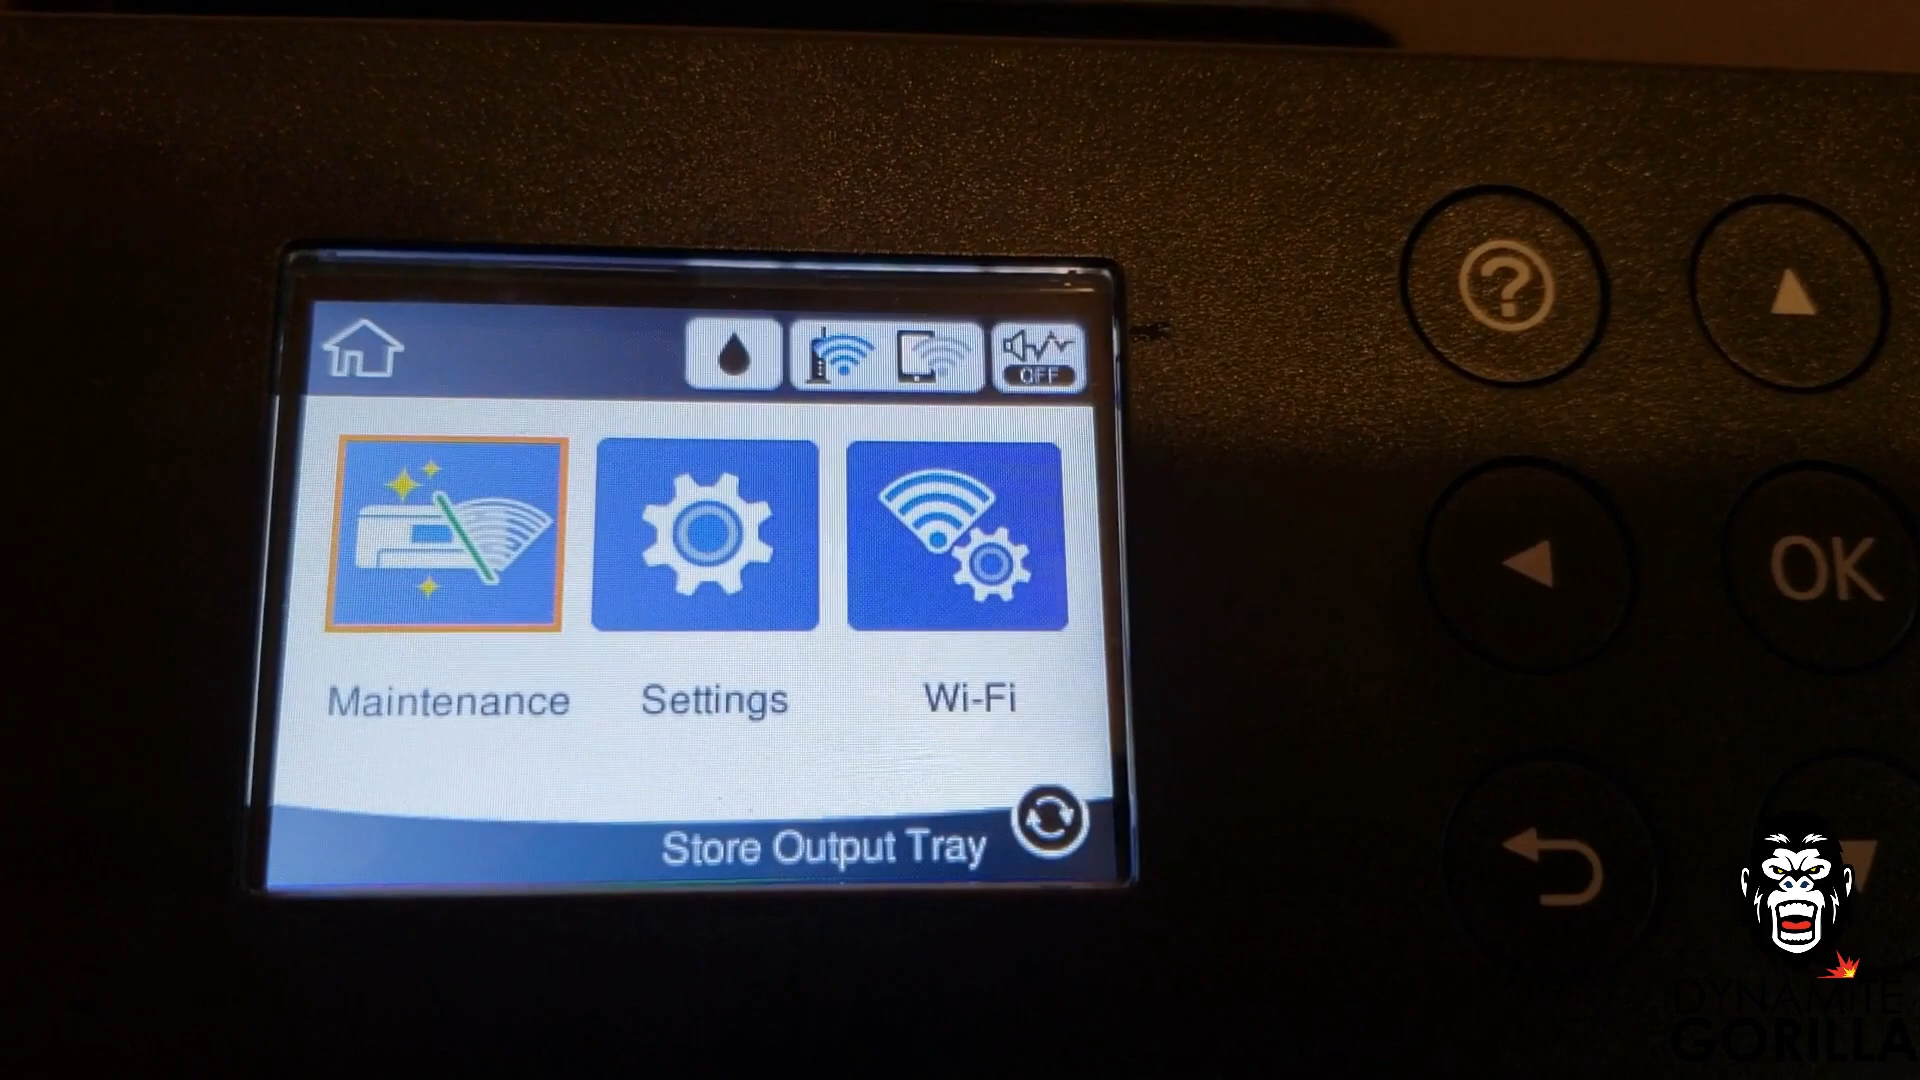 OFF
Maintenance Settings Wi-Fi
Store Output Tray
?
OK
DYNAMITE
GORILLA